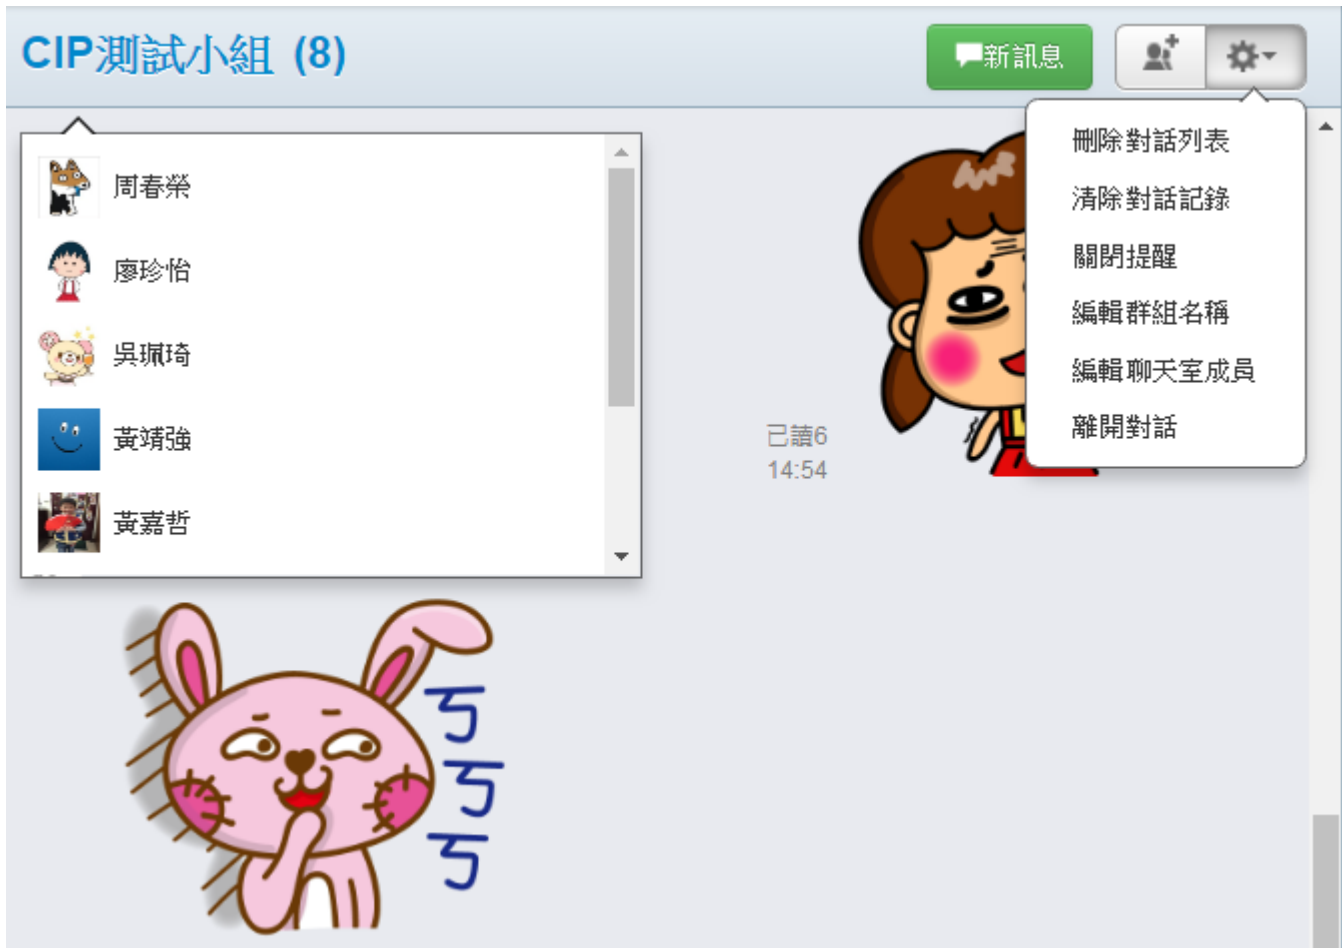 CIP測試小組 (8)
新訊息
周春榮
廖珍怡
吳珮琦
黃靖強
黃嘉哲
刪除對話列表
清除對話記錄
關閉提醒
編輯群組名稱
編輯聊天室成員
離開對話
已讀6
14:54
ㄎ
ㄎ
ㄎ